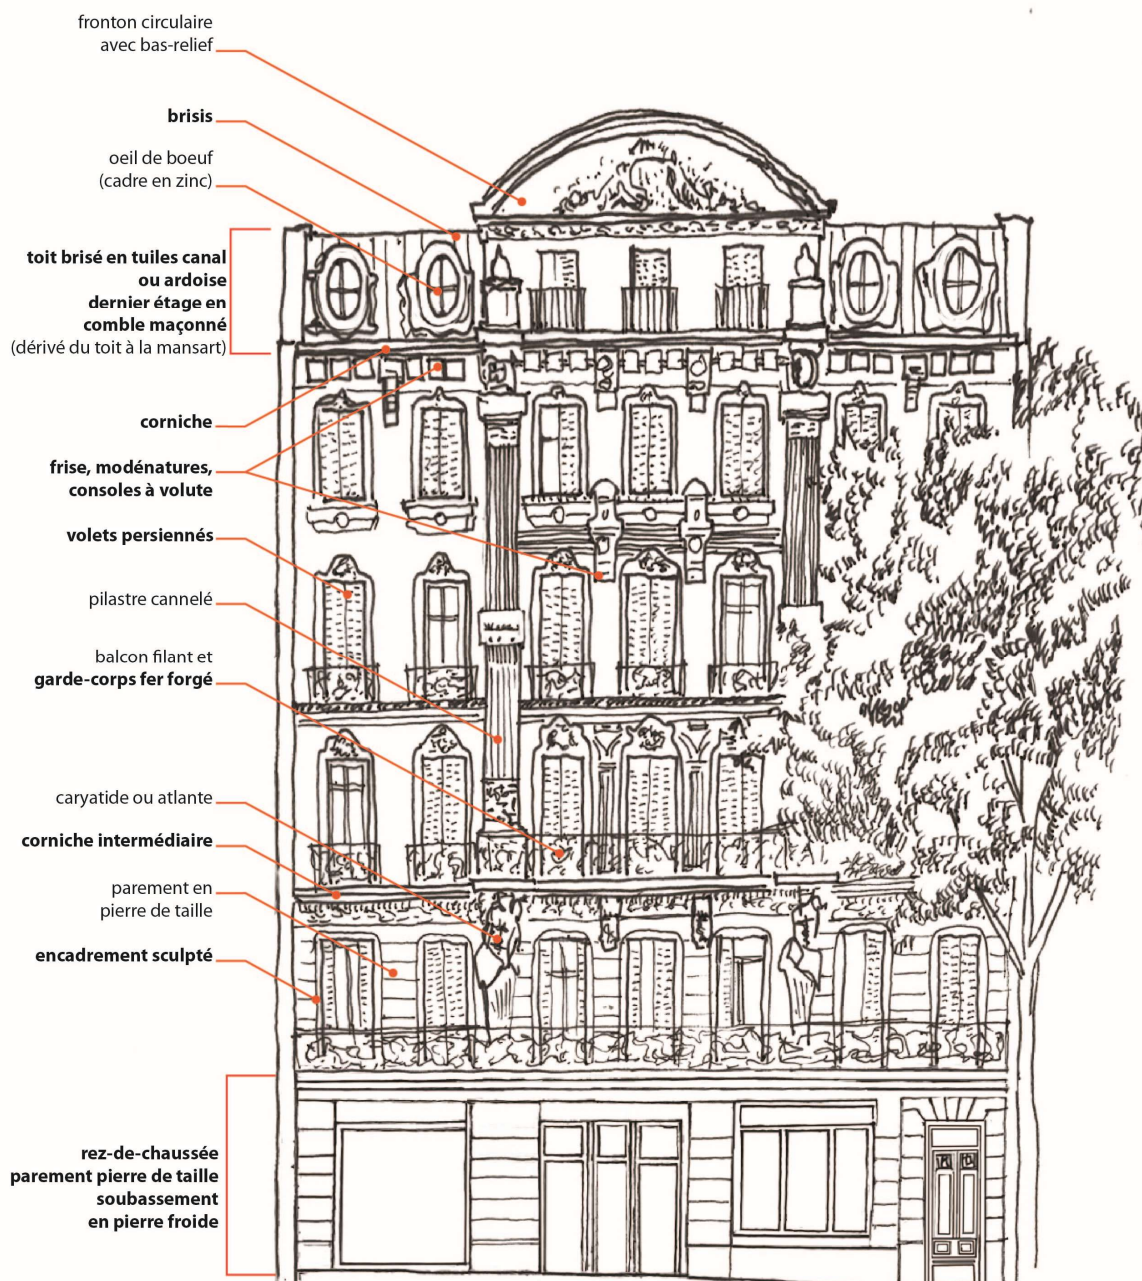 fronton circulaire
avec bas-relief
brisis
oeil de boeuf
(cadre en zinc)
toit brisé en tuiles canal
ou ardoise
dernier étage en
comble maçonné
(dérivé du toit à la mansart)
corniche
frise, modénatures,
consoles à volute
volets persiennés
pilastre cannelé
balcon filant et
garde-corps fer forgé
caryatide ou atlante
corniche intermédiaire
parement en
pierre de taille
encadrement sculpté
rez-de-chaussée
parement pierre de taille
soubassement
en pierre froide